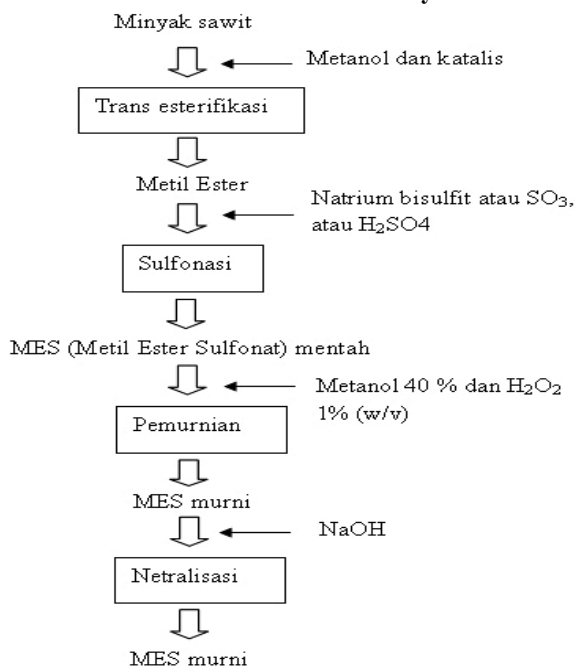 Minyak sawit
Metanol dan katalis
Trans esterifikasi
Metil Ester
Natrium bisulfit atau SO₃,
atau H₂SO4
Sulfonasi
MES (Metil Ester Sulfonat) mentah
Metanol 40 % dan H₂O₂
1% (w/v)
Pemurnian
MES murni
NaOH
Netralisasi
MES murni